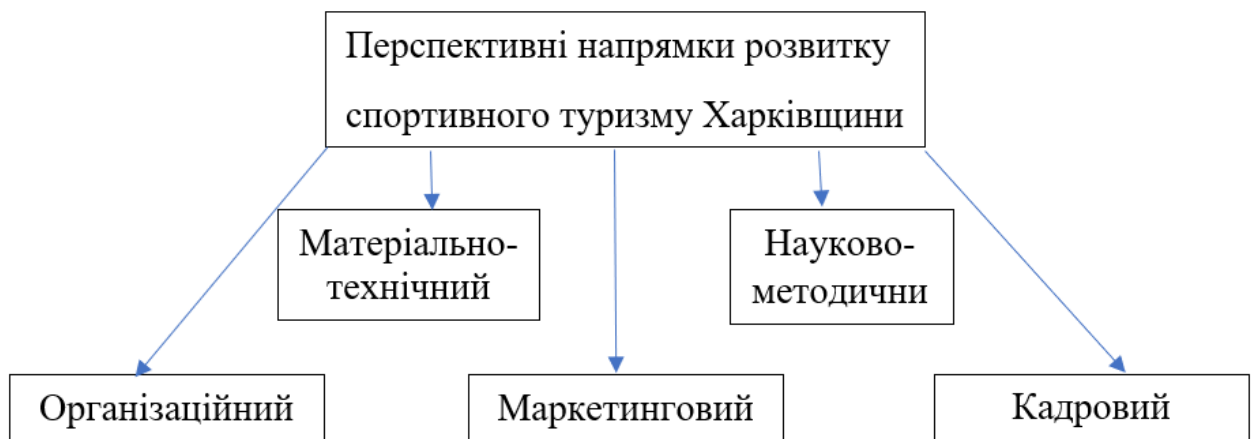 Перспективні напрямки розвитку
спортивного туризму Харківщини
Матеріально-
технічний
Науково-
методични
Організаційний
Маркетинговий
Кадровий